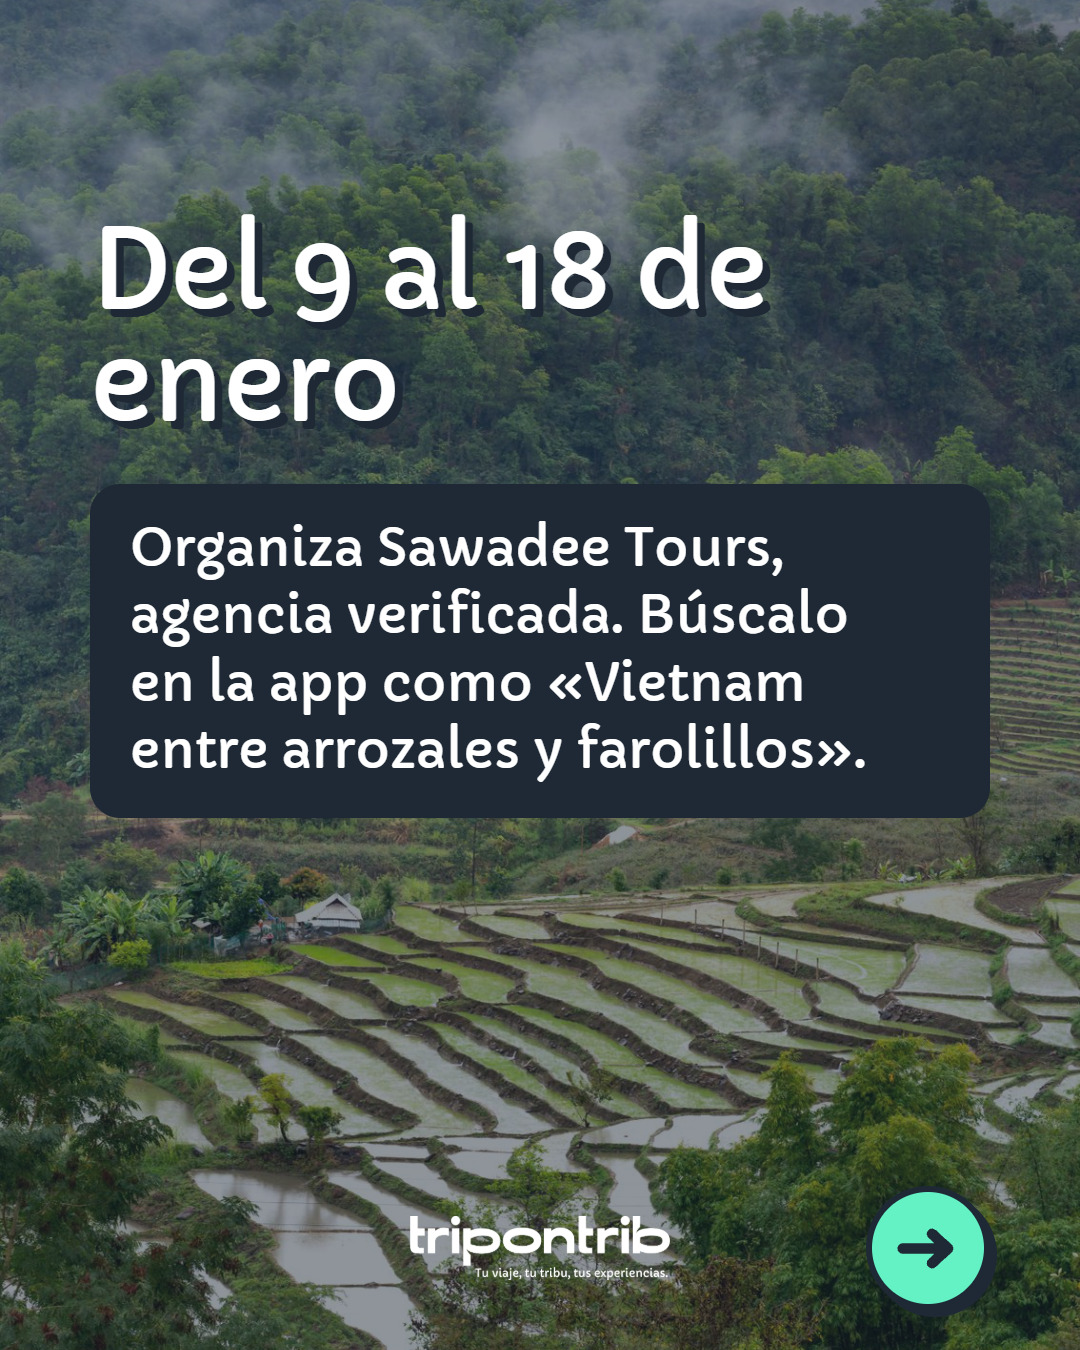 Del 9 al 18 de
enero
Organiza Sawadee Tours,
agencia verificada. Búscalo
en la app como «Vietnam
entre arrozales y farolillos».
tripontrib
Tu viaje, tu tribu, tus experiencias.